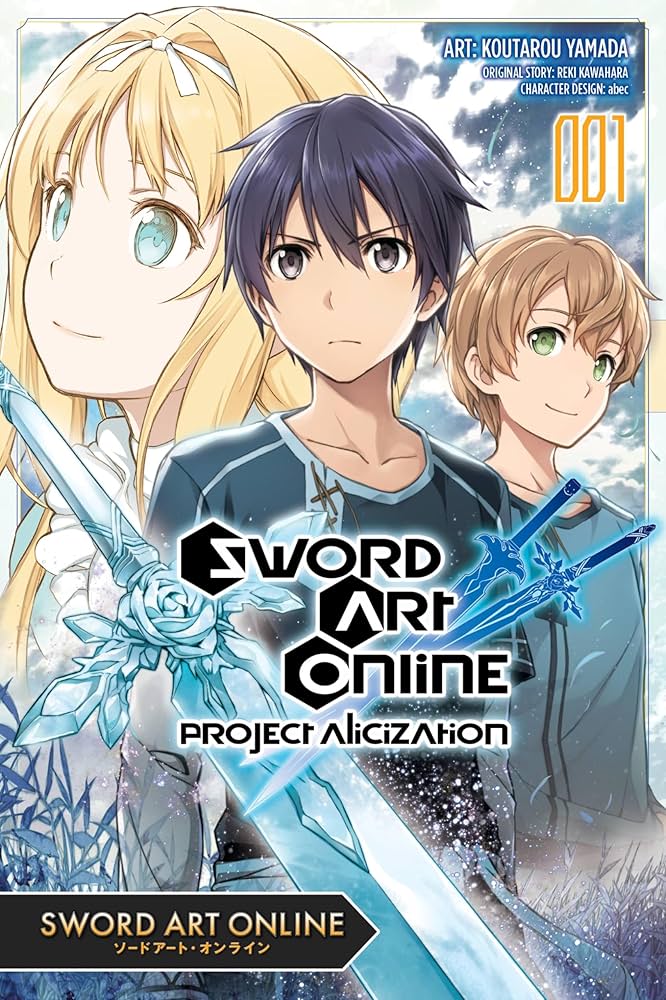 ART: KOUTAROU YAMADA
ORIGINAL STORY: REKI KAWAHARA
CHARACTER DESIGN: abec
001
SWORD
ART
ONLINE
PROJECT ALICIZATION
SWORD ART ONLINE
ソードアート・オンライン